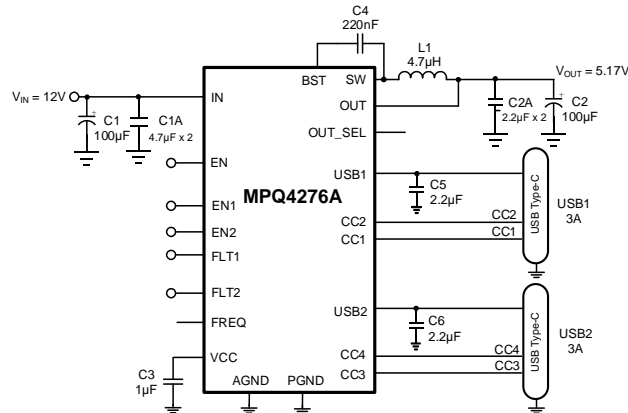 C4
220nF
L1
4.7µH
BST
SW
VIN = 12V
IN
OUT
VOUT = 5.17V
C1
100µF
+
C1A
4.7µF x 2
C2A
2.2µF x 2
+
C2
100µF
OUT_SEL
EN
USB1
MPQ4276A
C5
2.2µF
USB Type-C
USB1
3A
EN1
CC2
CC2
EN2
CC1
CC1
FLT1
FLT2
USB2
FREQ
C6
2.2µF
USB Type-C
USB2
3A
VCC
CC4
CC4
C3
1µF
CC3
CC3
AGND
PGND